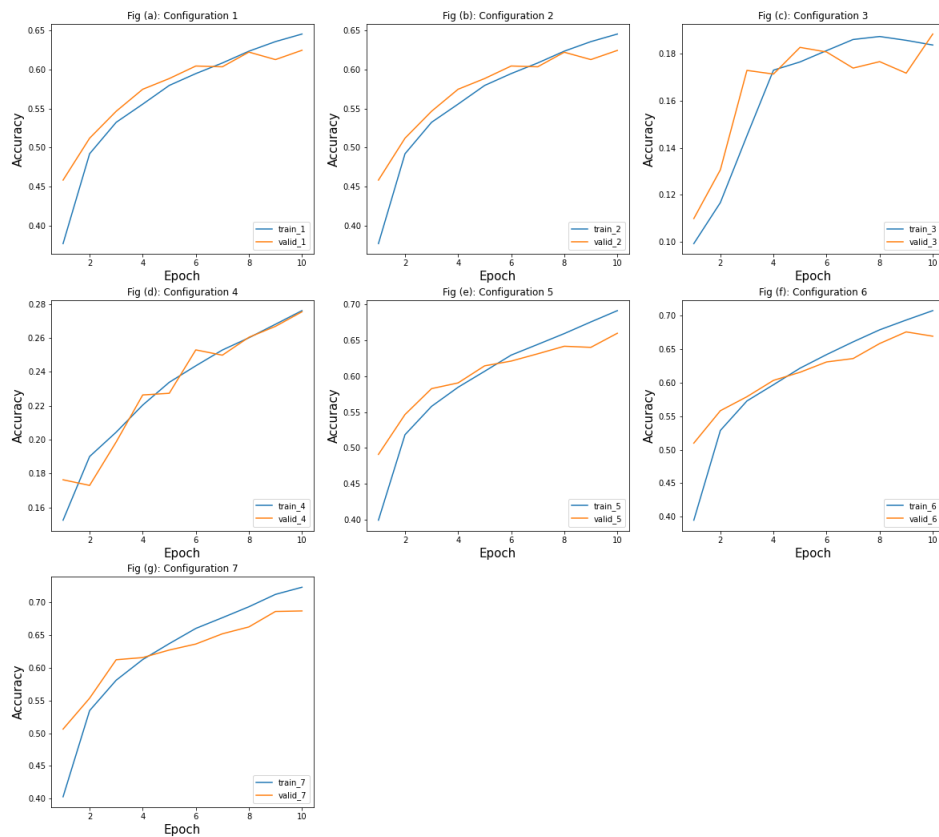 Fig (a): Configuration 1
Accuracy
0.65
0.60
0.55
0.50
0.45
0.40
train_1
valid_1
2 4 6 8 10
Epoch
Fig (b): Configuration 2
Accuracy
0.65
0.60
0.55
0.50
0.45
0.40
train_2
valid_2
2 4 6 8 10
Epoch
Fig (c): Configuration 3
Accuracy
0.18
0.16
0.14
0.12
0.10
train_3
valid_3
2 4 6 8 10
Epoch
Fig (d): Configuration 4
Accuracy
0.28
0.26
0.24
0.22
0.20
0.18
0.16
train_4
valid_4
2 4 6 8 10
Epoch
Fig (e): Configuration 5
Accuracy
0.70
0.65
0.60
0.55
0.50
0.45
0.40
train_5
valid_5
2 4 6 8 10
Epoch
Fig (f): Configuration 6
Accuracy
0.70
0.65
0.60
0.55
0.50
0.45
0.40
train_6
valid_6
2 4 6 8 10
Epoch
Fig (g): Configuration 7
Accuracy
0.70
0.65
0.60
0.55
0.50
0.45
0.40
train_7
valid_7
2 4 6 8 10
Epoch